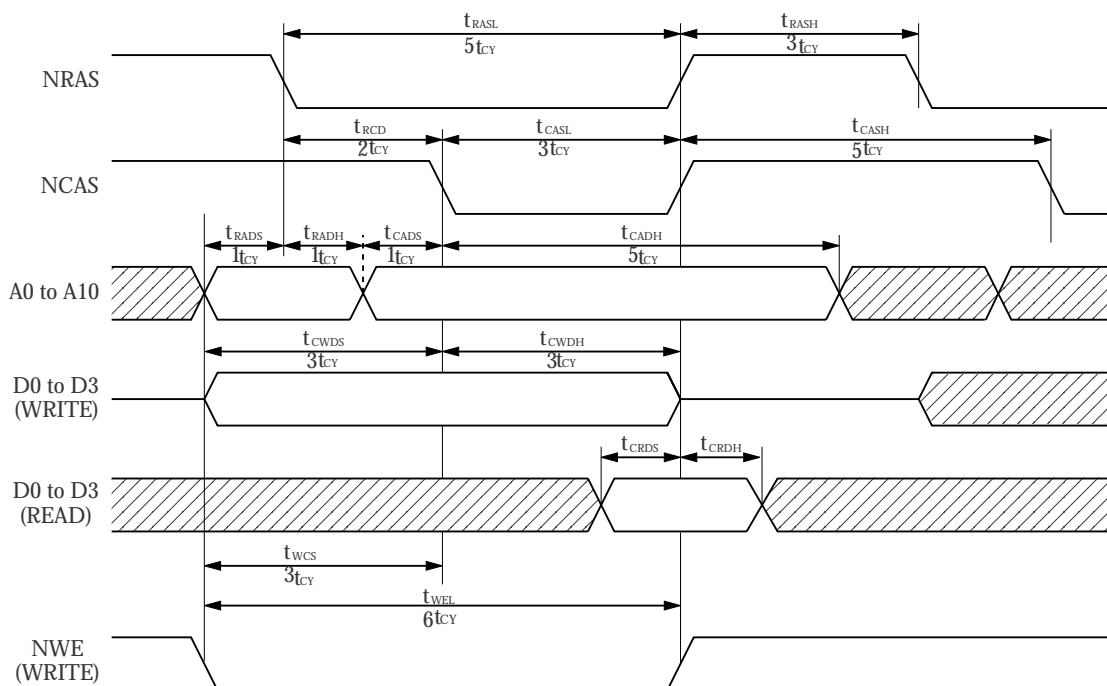 tRASL tRASH
5tCY 3tCY
NRAS
tRCD tCASL tCASH
2tCY 3tCY 5tCY
NCAS
tRADS tRADH tCADS tCADH
1tCY 1tCY 1tCY 5tCY
A0 to A10
tCWDS tCWDH
3tCY 3tCY
D0 to D3
(WRITE)
tCRDS tCRDH
D0 to D3
(READ)
tWCS
3tCY
tWEL
6tCY
NWE
(WRITE)